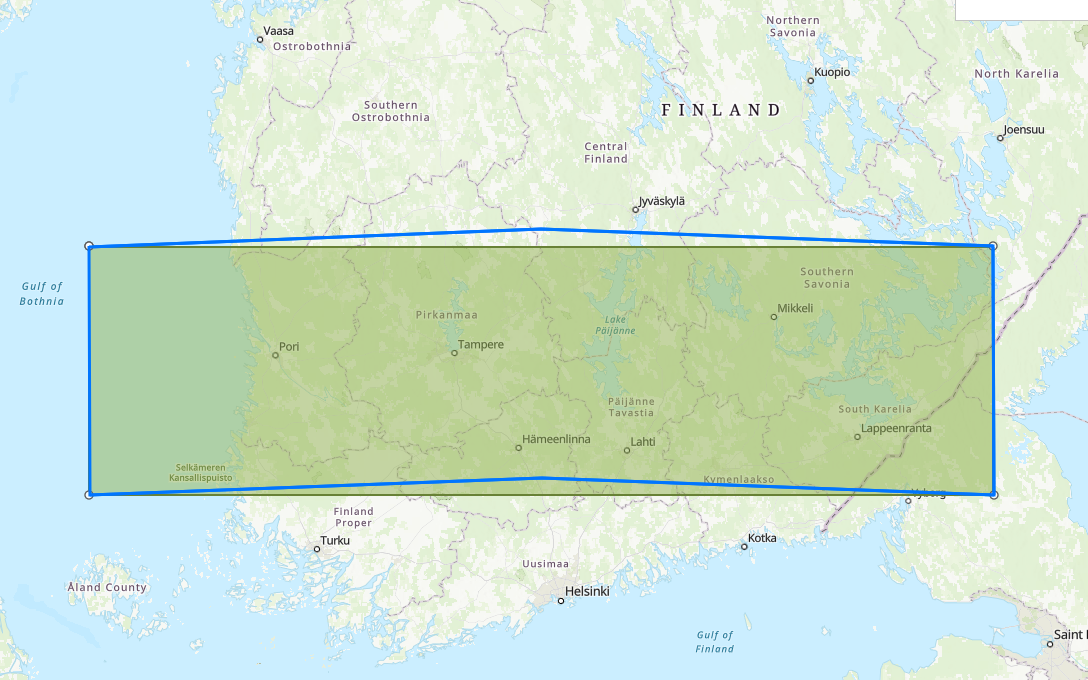 Vaasa
Ostrobothnia
Northern
Savonia
Kuopio
North Karelia
Southern
Ostrobothnia
FINLAND
Joensuu
Central
Finland
Jyväskylä
Gulf of
Bothnia
Southern
Savonia
Mikkeli
Pirkanmaa
Lake
Päijänne
Pori
Tampere
Päijänne
Tavastia
South Karelia
Lappeenranta
Hämeenlinna
Lahti
Selkämeren
Kansallispuisto
Kymenlaakso
Vyborg
Finland
Proper
Turku
Kotka
Uusimaa
Åland County
Helsinki
Gulf of
Finland
Saint